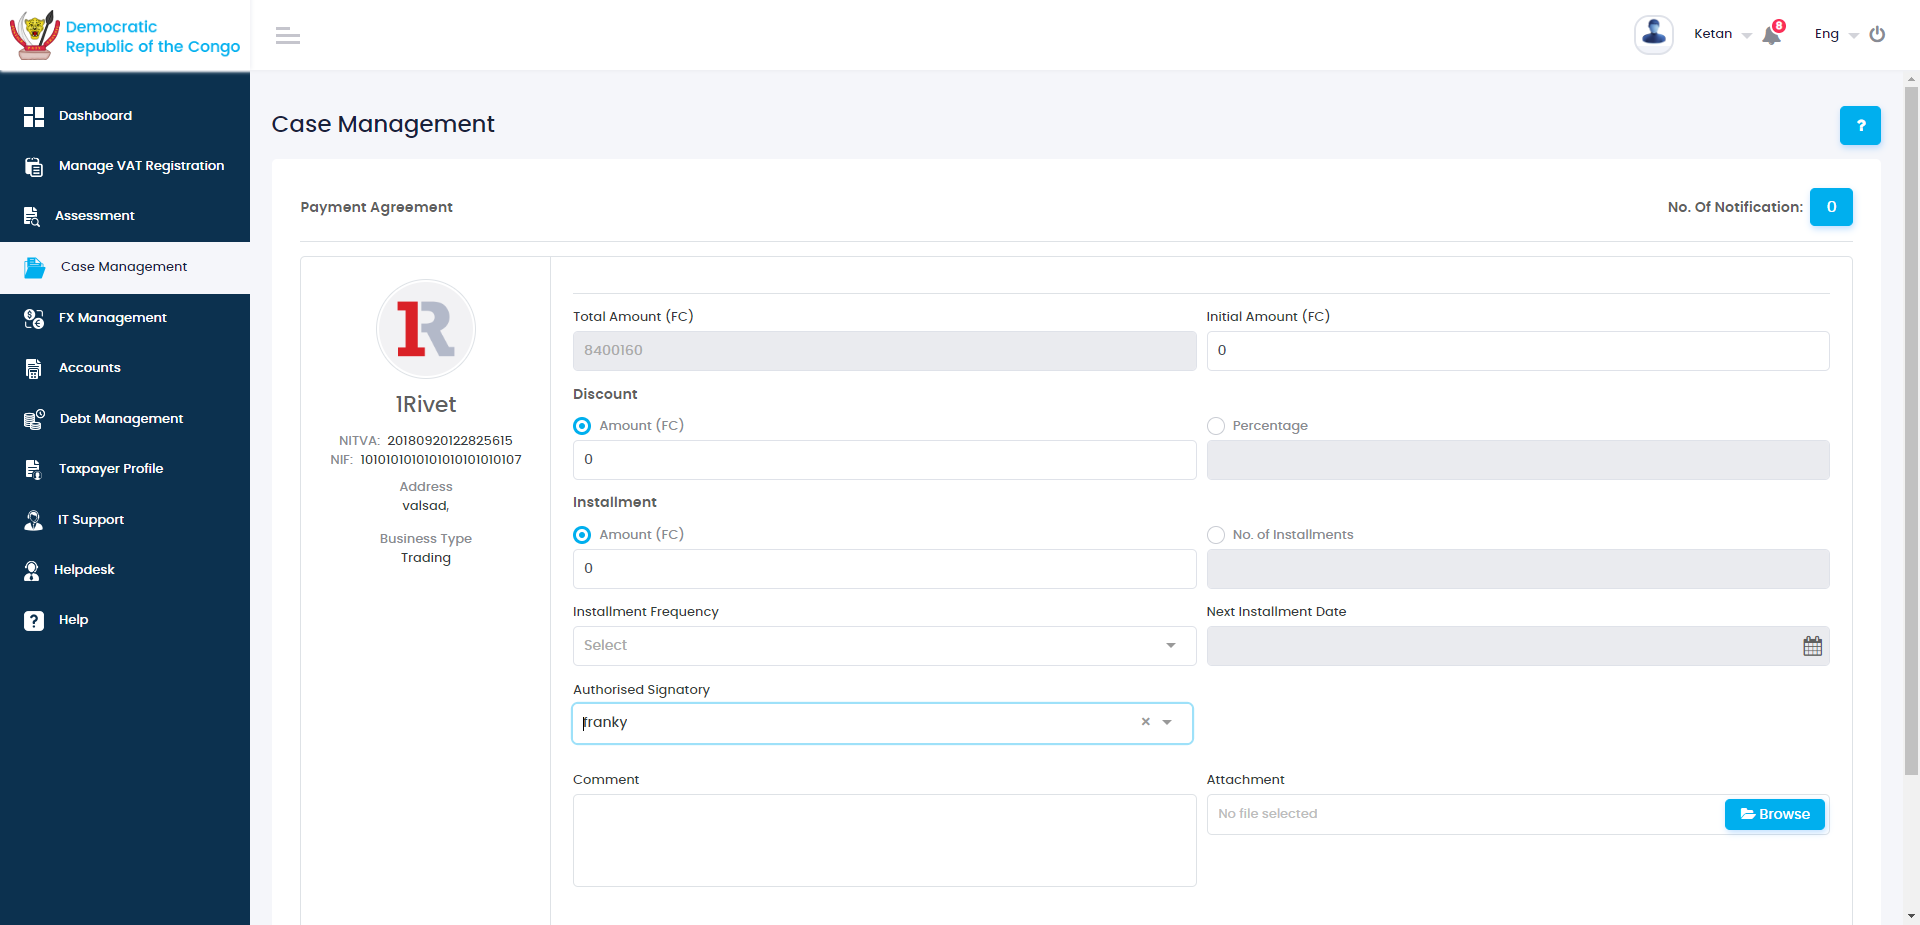 Democratic
Republic of the Congo
Ketan
8
Eng
Dashboard
Manage VAT Registration
Assessment
Case Management
FX Management
Accounts
Debt Management
Taxpayer Profile
IT Support
Helpdesk
Help
Case Management
?
Payment Agreement
No. Of Notification: 0
1R
1Rivet
NITVA: 20180920122825615
NIF: 1010101010101010101010107
Address
valsad,
Business Type
Trading
Total Amount (FC)
Initial Amount (FC)
8400160
0
Discount
Amount (FC)
Percentage
0
Installment
Amount (FC)
No. of Installments
0
Installment Frequency
Next Installment Date
Select
Authorised Signatory
franky
Comment
Attachment
No file selected
Browse